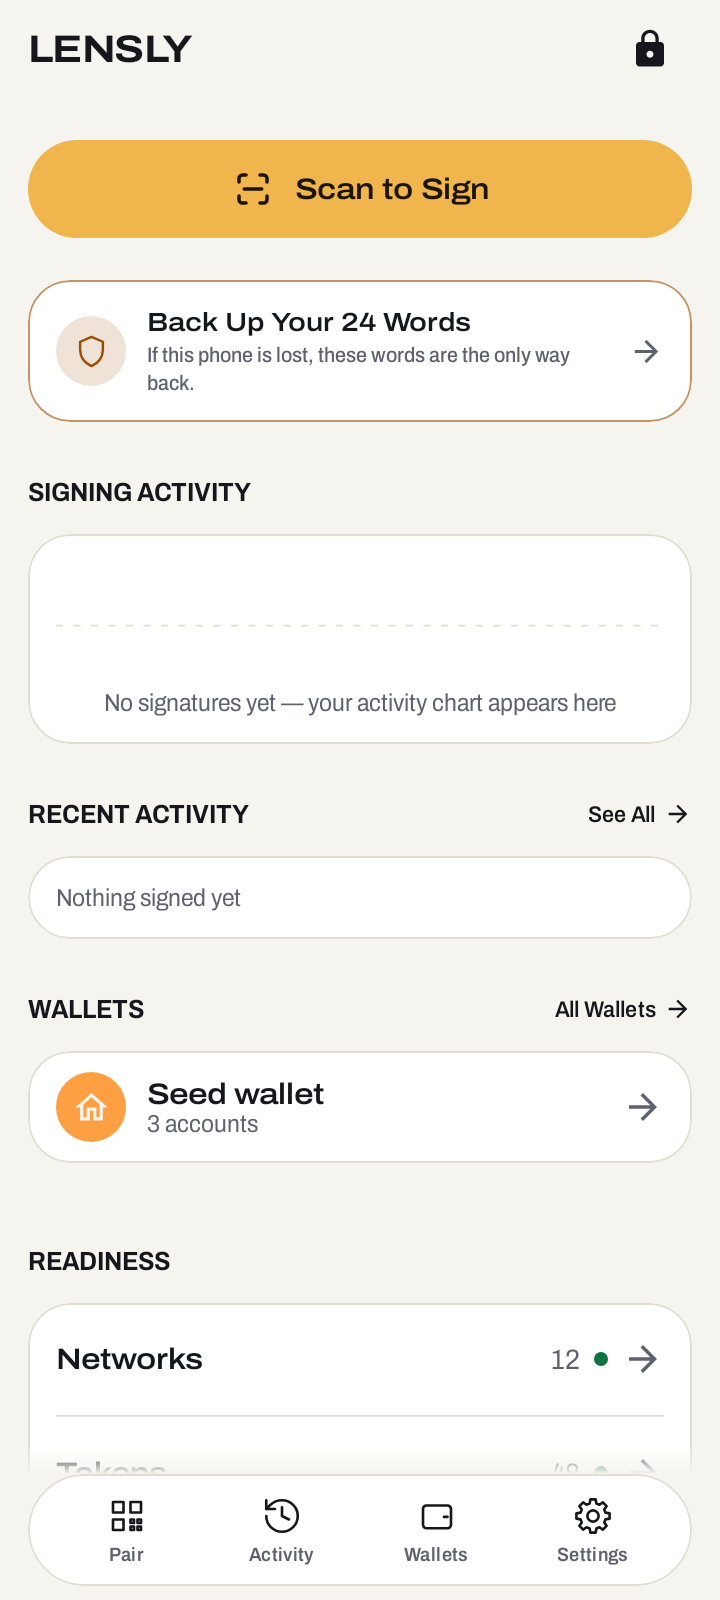 LENSLY
Scan to Sign
Back Up Your 24 Words
If this phone is lost, these words are the only way
back.
SIGNING ACTIVITY
No signatures yet — your activity chart appears here
RECENT ACTIVITY
See All
Nothing signed yet
WALLETS
All Wallets
Seed wallet
3 accounts
READINESS
Networks
12
Tokens
48
Pair
Activity
Wallets
Settings